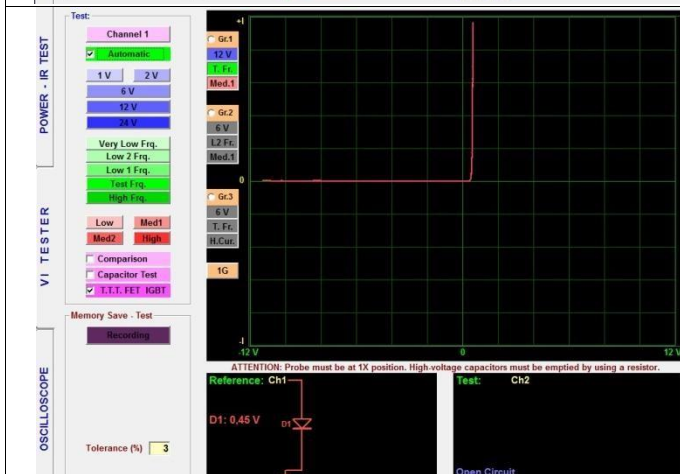 POWER - IR TEST
VI TESTER
OSCILLOSCOPE
Test:
Channel 1
Automatic
1 V
2 V
6 V
12 V
24 V
Very Low Frq.
Low 2 Frq.
Low 1 Frq.
Test Frq.
High Frq.
Low
Med1
Med2
High
Comparison
Capacitor Test
T.T.T. FET IGBT
Memory Save - Test
Recording
Tolerance (%) 3
Gr.1
12 V
T. Fr.
Med.1
Gr.2
6 V
L2 Fr.
Med.1
Gr.3
6 V
T. Fr.
H.Cur.
1G
+I
0
-I
-12 V
0
12 V
ATTENTION: Probe must be at 1X position. High-voltage capacitors must be emptied by using a resistor.
Reference: Ch1
D1: 0,45 V
D1
Test: Ch2
Open Circuit